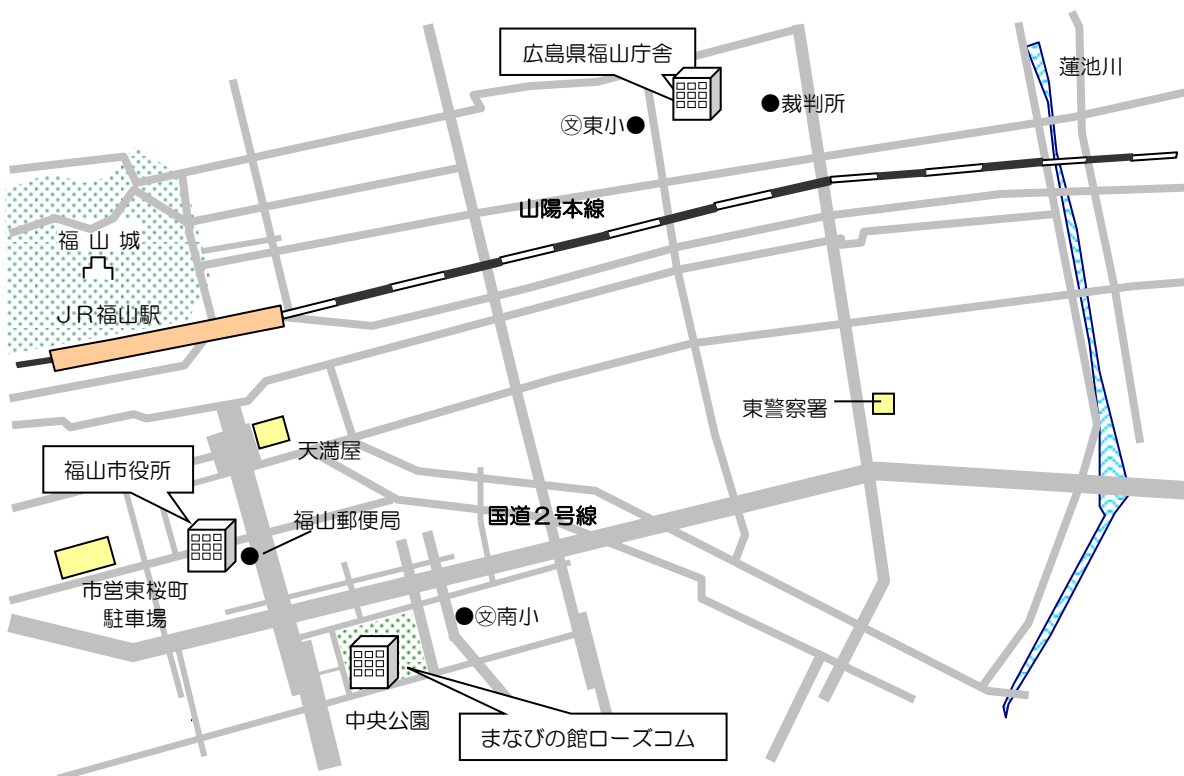 広島県福山庁舎
蓮池川
●裁判所
㊫東小●
山陽本線
福山城
JR福山駅
東警察署
天満屋
福山市役所
福山郵便局
国道２号線
市営東桜町
駐車場
●㊫南小
中央公園
まなびの館ローズコム